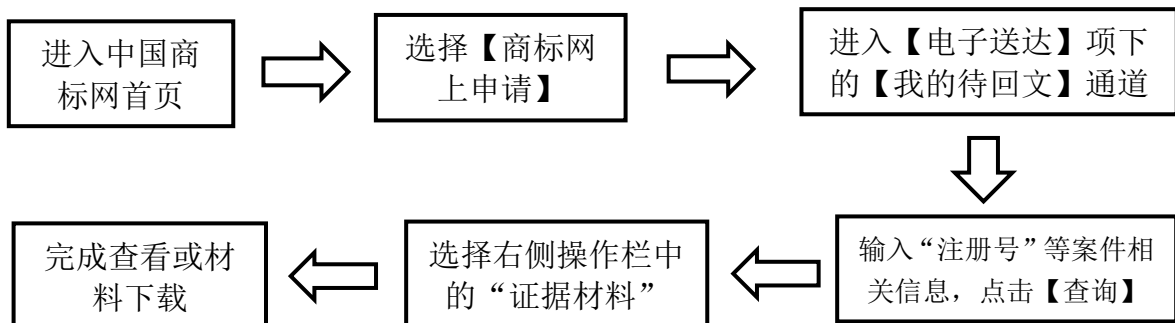 进入中国商
标网首页
选择【商标网
上申请】
进入【电子送达】项下
的【我的待回文】通道
输入“注册号”等案件相
关信息，点击【查询】
选择右侧操作栏中
的“证据材料”
完成查看或材
料下载